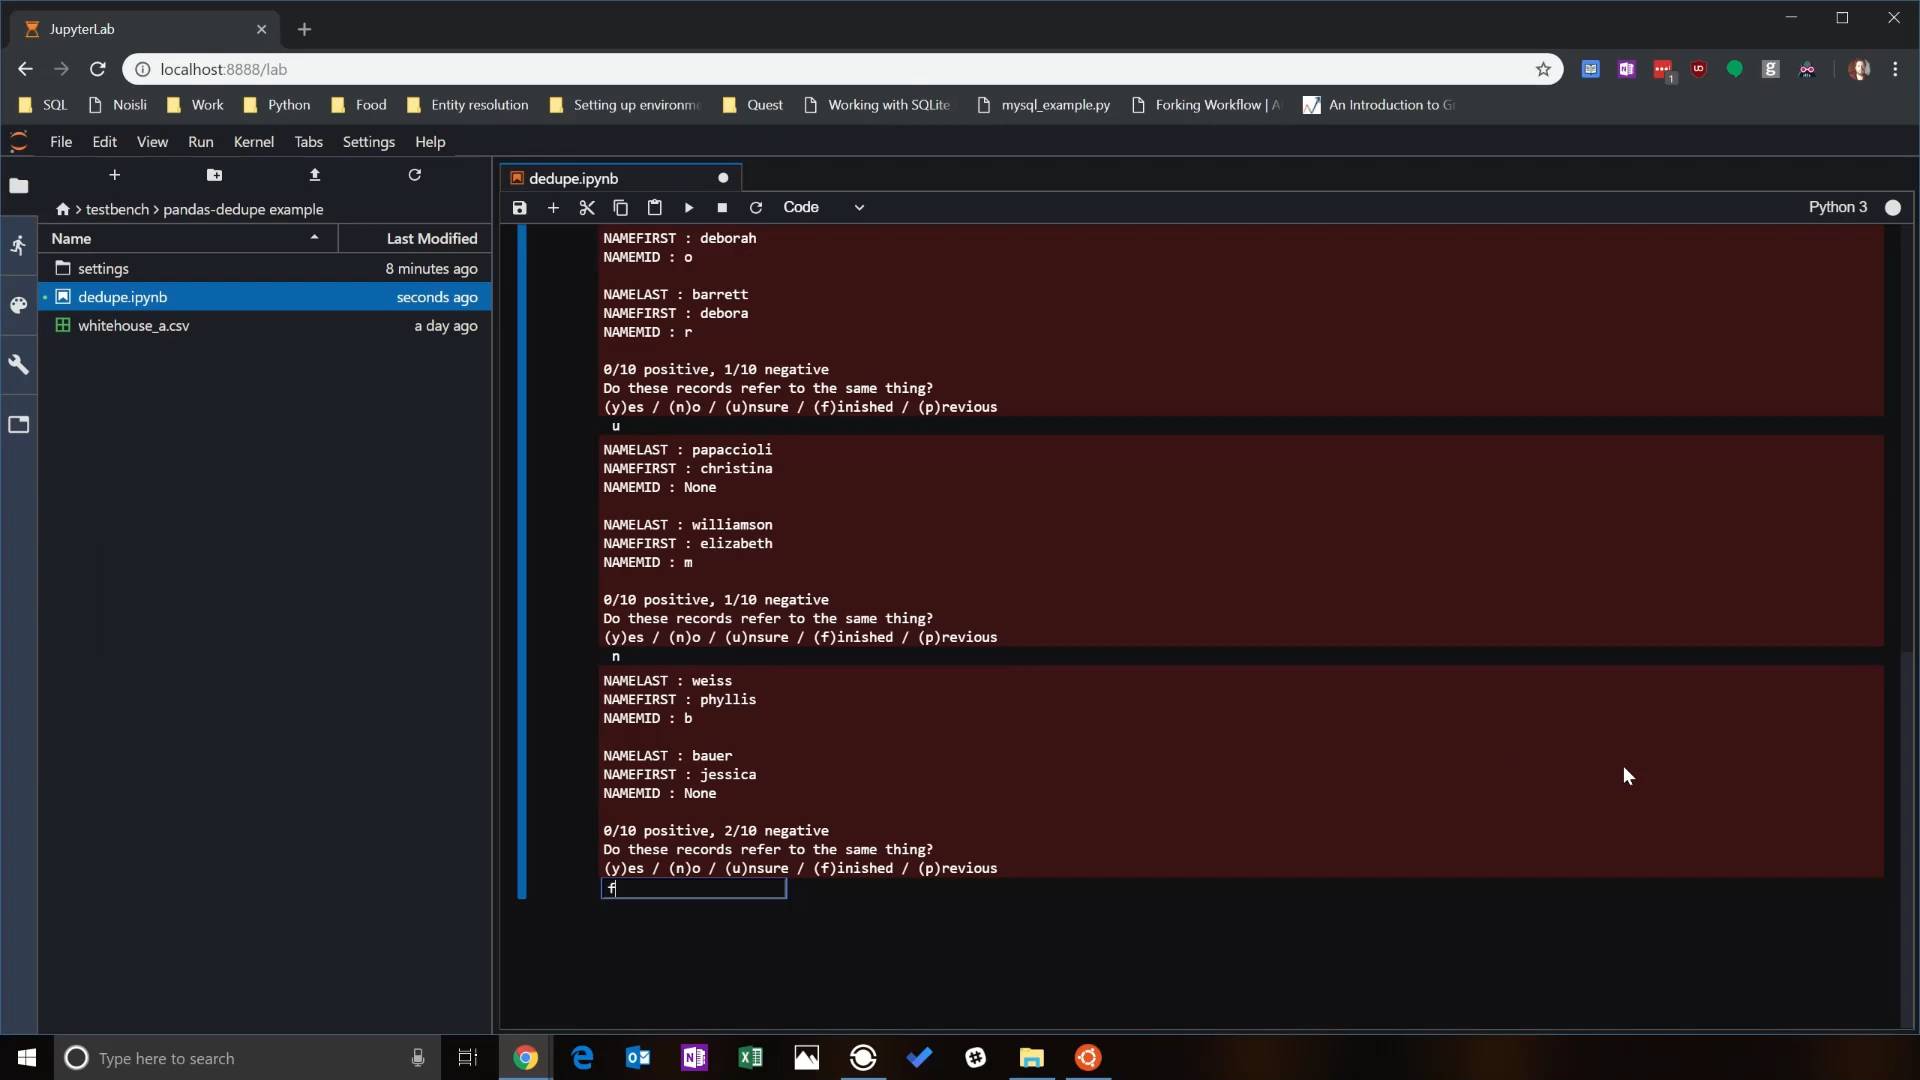 JupyterLab
localhost:8888/lab
1
SQL
Noisli
Work
Python
Food
Entity resolution
Setting up environme
Quest
Working with SQLite
mysql_example.py
Forking Workflow | A
An Introduction to G
File Edit View Run Kernel Tabs Settings Help
dedupe.ipynb
testbench > pandas-dedupe example
Code
Python 3
Name Last Modified
settings 8 minutes ago
dedupe.ipynb seconds ago
whitehouse_a.csv a day ago
NAMEFIRST : deborah
NAMEMID : o
NAMELAST : barrett
NAMEFIRST : debora
NAMEMID : r
0/10 positive, 1/10 negative
Do these records refer to the same thing?
(y)es / (n)o / (u)nsure / (f)inished / (p)revious
u
NAMELAST : papaccioli
NAMEFIRST : christina
NAMEMID : None
NAMELAST : williamson
NAMEFIRST : elizabeth
NAMEMID : m
0/10 positive, 1/10 negative
Do these records refer to the same thing?
(y)es / (n)o / (u)nsure / (f)inished / (p)revious
n
NAMELAST : weiss
NAMEFIRST : phyllis
NAMEMID : b
NAMELAST : bauer
NAMEFIRST : jessica
NAMEMID : None
0/10 positive, 2/10 negative
Do these records refer to the same thing?
(y)es / (n)o / (u)nsure / (f)inished / (p)revious
f
Type here to search